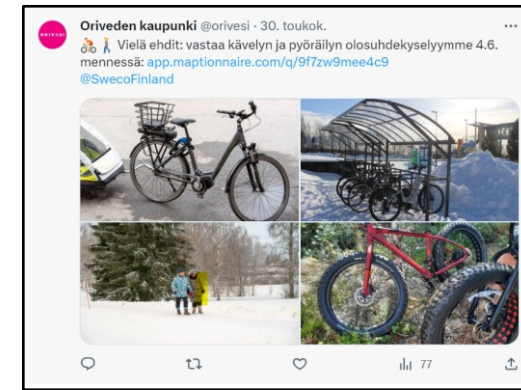 ORIVESI
Oriveden kaupunki @orivesi · 30. toukok.
Vielä ehdit: vastaa kävelyn ja pyöräilyn olosuhdekyselyymme 4.6.
mennessä: app.maptionnaire.com/q/9f7zw9mee4c9
@SwecoFinland
77